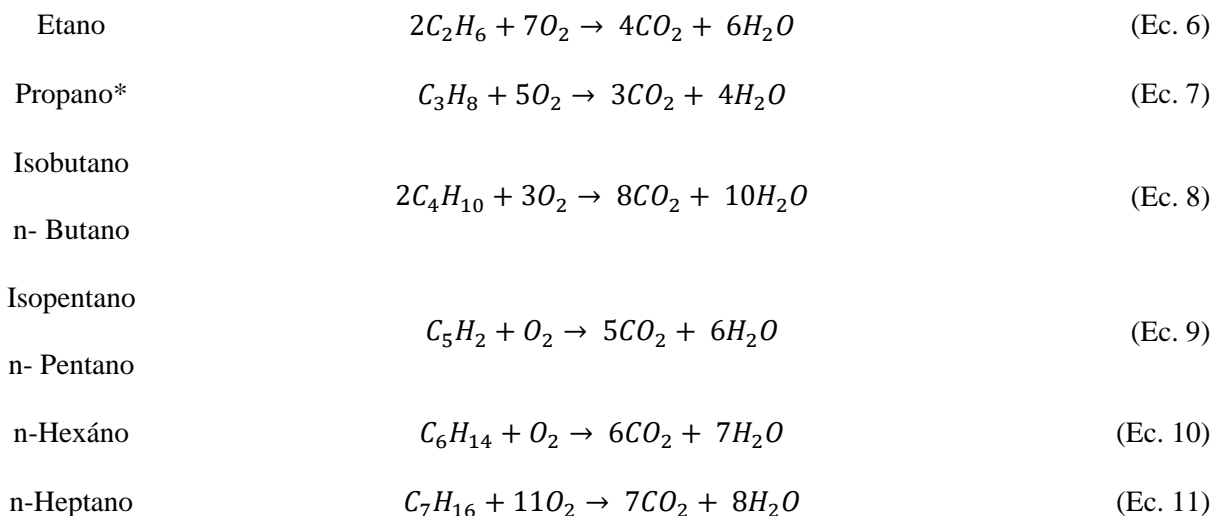 Etano 2C₂H₆ + 7O₂ → 4CO₂ + 6H₂O (Ec. 6)
Propano* C₃H₈ + 5O₂ → 3CO₂ + 4H₂O (Ec. 7)
Isobutano
2C₄H₁₀ + 3O₂ → 8CO₂ + 10H₂O (Ec. 8)
n- Butano
Isopentano
C₅H₂ + O₂ → 5CO₂ + 6H₂O (Ec. 9)
n- Pentano
n-Hexáno C₆H₁₄ + O₂ → 6CO₂ + 7H₂O (Ec. 10)
n-Heptano C₇H₁₆ + 11O₂ → 7CO₂ + 8H₂O (Ec. 11)